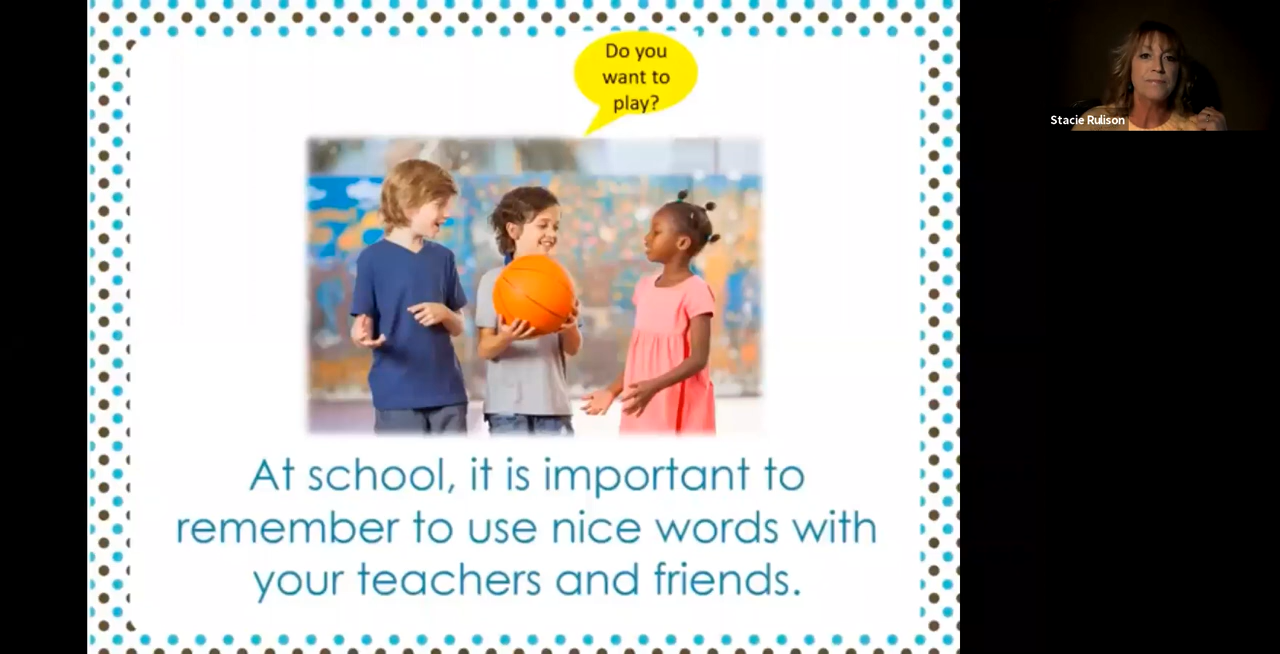 Do you
want to
play?
Stacie Rulison
At school, it is important to
remember to use nice words with
your teachers and friends.